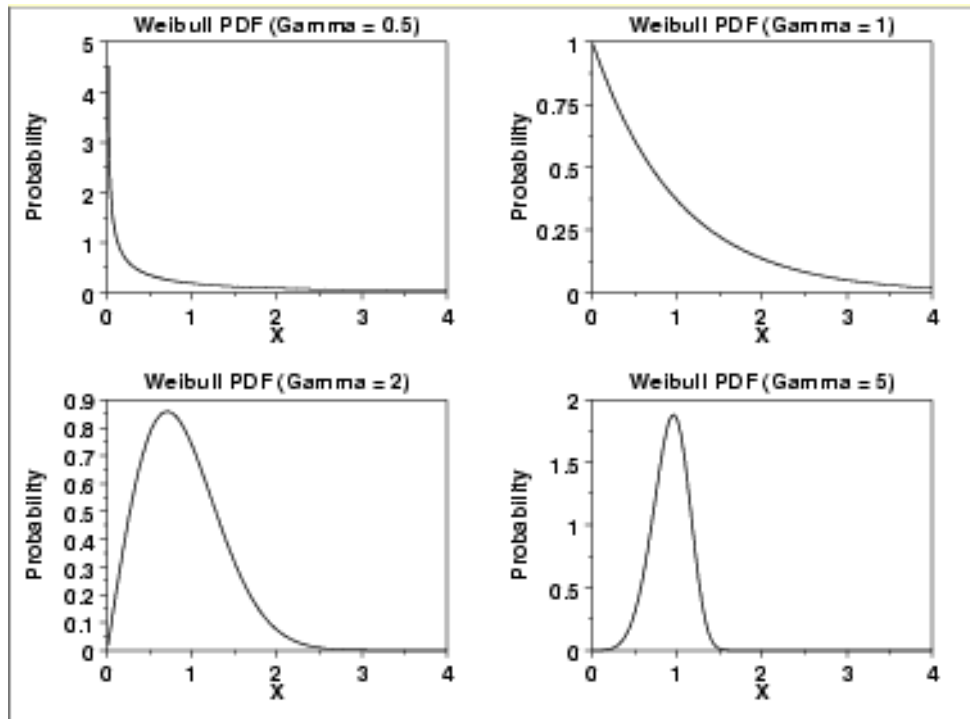 Weibull PDF (Gamma = 0.5)
5
4
3
2
1
0
Probability
0 1 2 3 4
X
Weibull PDF (Gamma = 1)
1
0.75
0.5
0.25
0
Probability
0 1 2 3 4
X
Weibull PDF (Gamma = 2)
0.9
0.8
0.7
0.6
0.5
0.4
0.3
0.2
0.1
0
Probability
0 1 2 3 4
X
Weibull PDF (Gamma = 5)
2
1.5
1
0.5
0
Probability
0 1 2 3 4
X